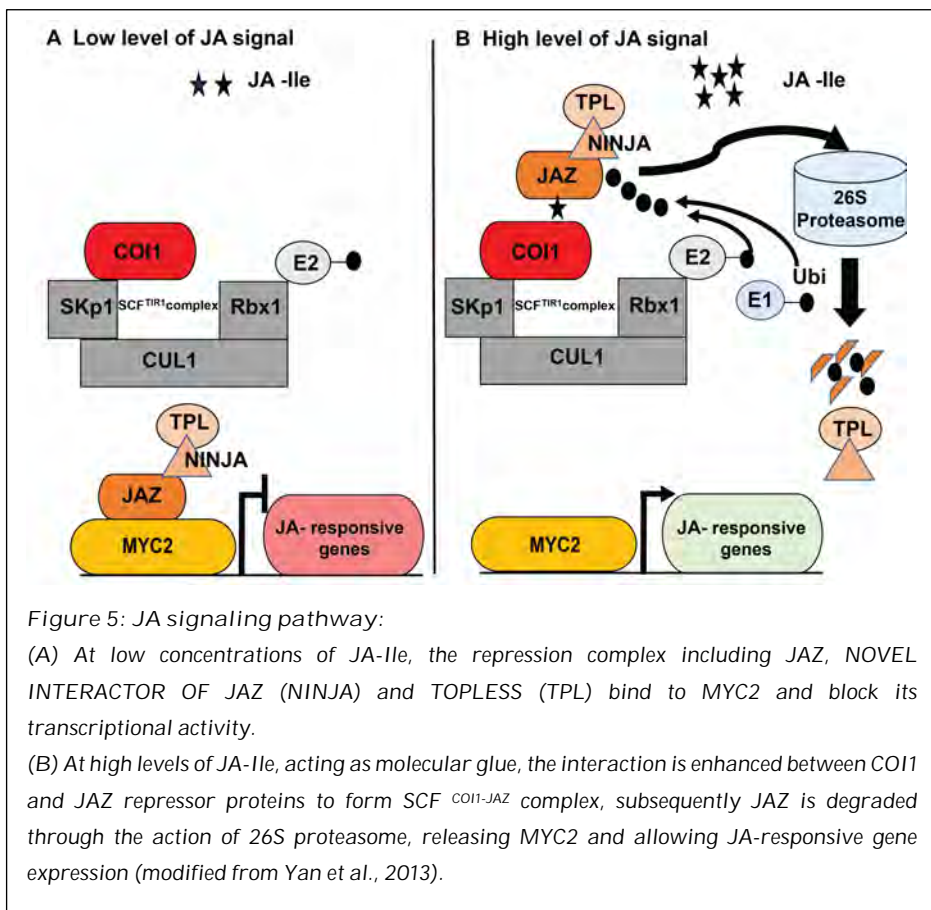 A Low level of JA signal
JA -Ile
COI1
E2
SKp1
SCFTIR1complex
Rbx1
CUL1
TPL
NINJA
JAZ
MYC2
JA- responsive
genes
B High level of JA signal
JA -Ile
TPL
NINJA
JAZ
26S
Proteasome
COI1
E2
Ubi
E1
SKp1
SCFTIR1complex
Rbx1
CUL1
TPL
MYC2
JA- responsive
genes
Figure 5: JA signaling pathway:
(A) At low concentrations of JA-Ile, the repression complex including JAZ, NOVEL
INTERACTOR OF JAZ (NINJA) and TOPLESS (TPL) bind to MYC2 and block its
transcriptional activity.
(B) At high levels of JA-Ile, acting as molecular glue, the interaction is enhanced between COI1
and JAZ repressor proteins to form SCF COI1-JAZ complex, subsequently JAZ is degraded
through the action of 26S proteasome, releasing MYC2 and allowing JA-responsive gene
expression (modified from Yan et al., 2013).